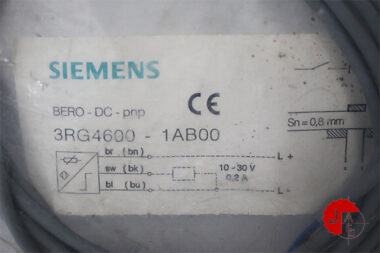 SIEMENS
BERO - DC - pnp
CE
3RG4600 - 1AB00
Sn = 0,8 mm
br (bn)
L +
sw (bk)
10 - 30 V
0,2 A
bl (bu)
L -